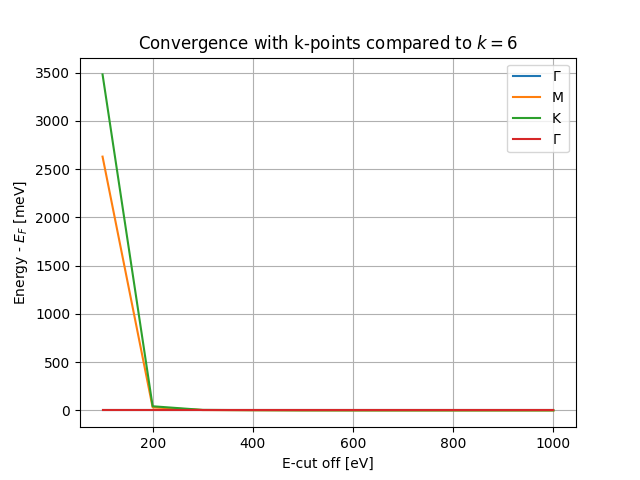 Convergence with k-points compared to k = 6
Energy - E_F [meV]
3500
3000
2500
2000
1500
1000
500
0
200
400
600
800
1000
E-cut off [eV]
Γ
M
K
Γ